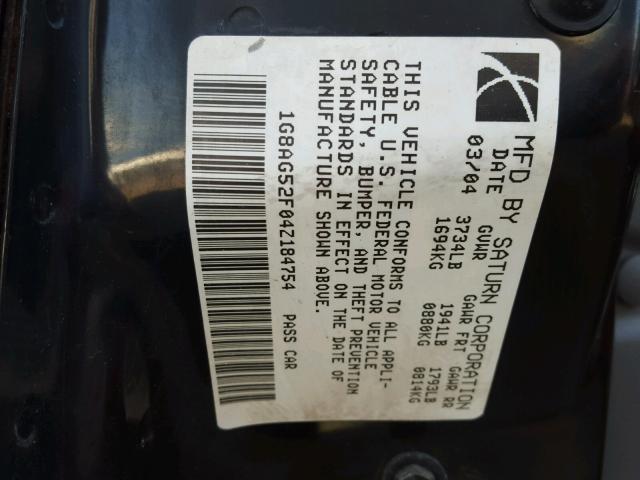 MFD BY SATURN CORPORATION
DATE GVWR GAWR FRT GAWR RR
03/04 3734LB 1941LB 1793LB
1694KG 0880KG 0814KG
THIS VEHICLE CONFORMS TO ALL APPLI-
CABLE U.S. FEDERAL MOTOR VEHICLE
SAFETY, BUMPER, AND THEFT PREVENTION
STANDARDS IN EFFECT ON THE DATE OF
MANUFACTURE SHOWN ABOVE.
1G8AG52F04Z184754 PASS CAR